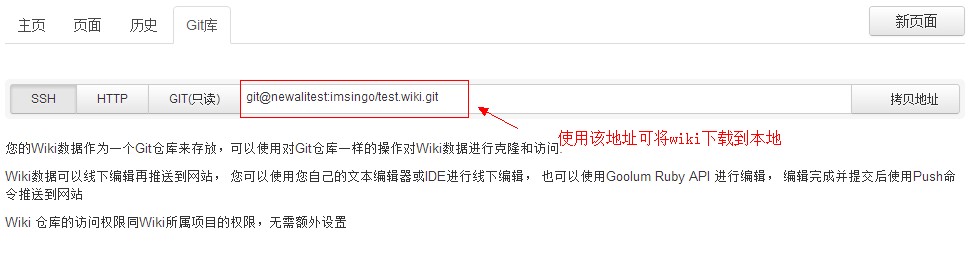 主页 页面 历史 Git库 新页面
SSH HTTP GIT(只读) git@newalitest:imsingo/test.wiki.git 拷贝地址
使用该地址可将wiki下载到本地
您的Wiki数据作为一个Git仓库来存放，可以使用对Git仓库一样的操作对Wiki数据进行克隆和访问.
Wiki数据可以线下编辑再推送到网站， 您可以使用您自己的文本编辑器或IDE进行线下编辑， 也可以使用Goolum Ruby API 进行编辑， 编辑完成并提交后使用Push命
令推送到网站
Wiki 仓库的访问权限同Wiki所属项目的权限，无需额外设置